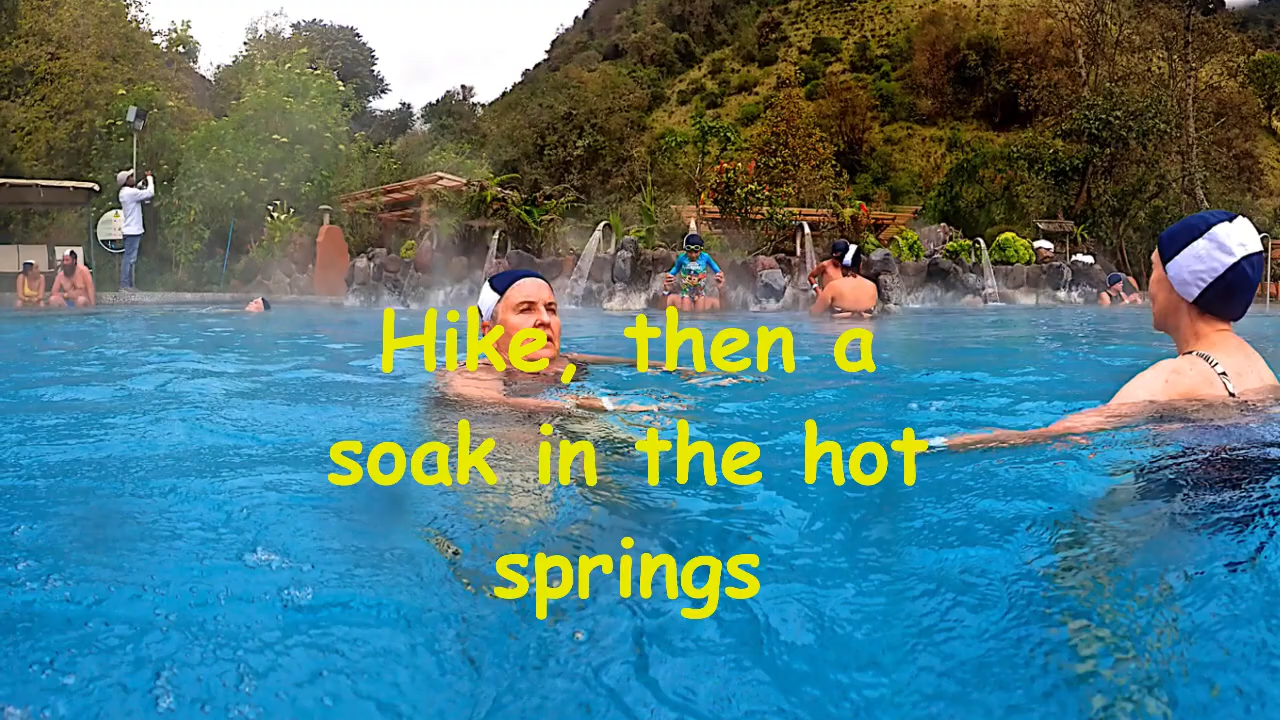 Hike, then a
soak in the hot
springs